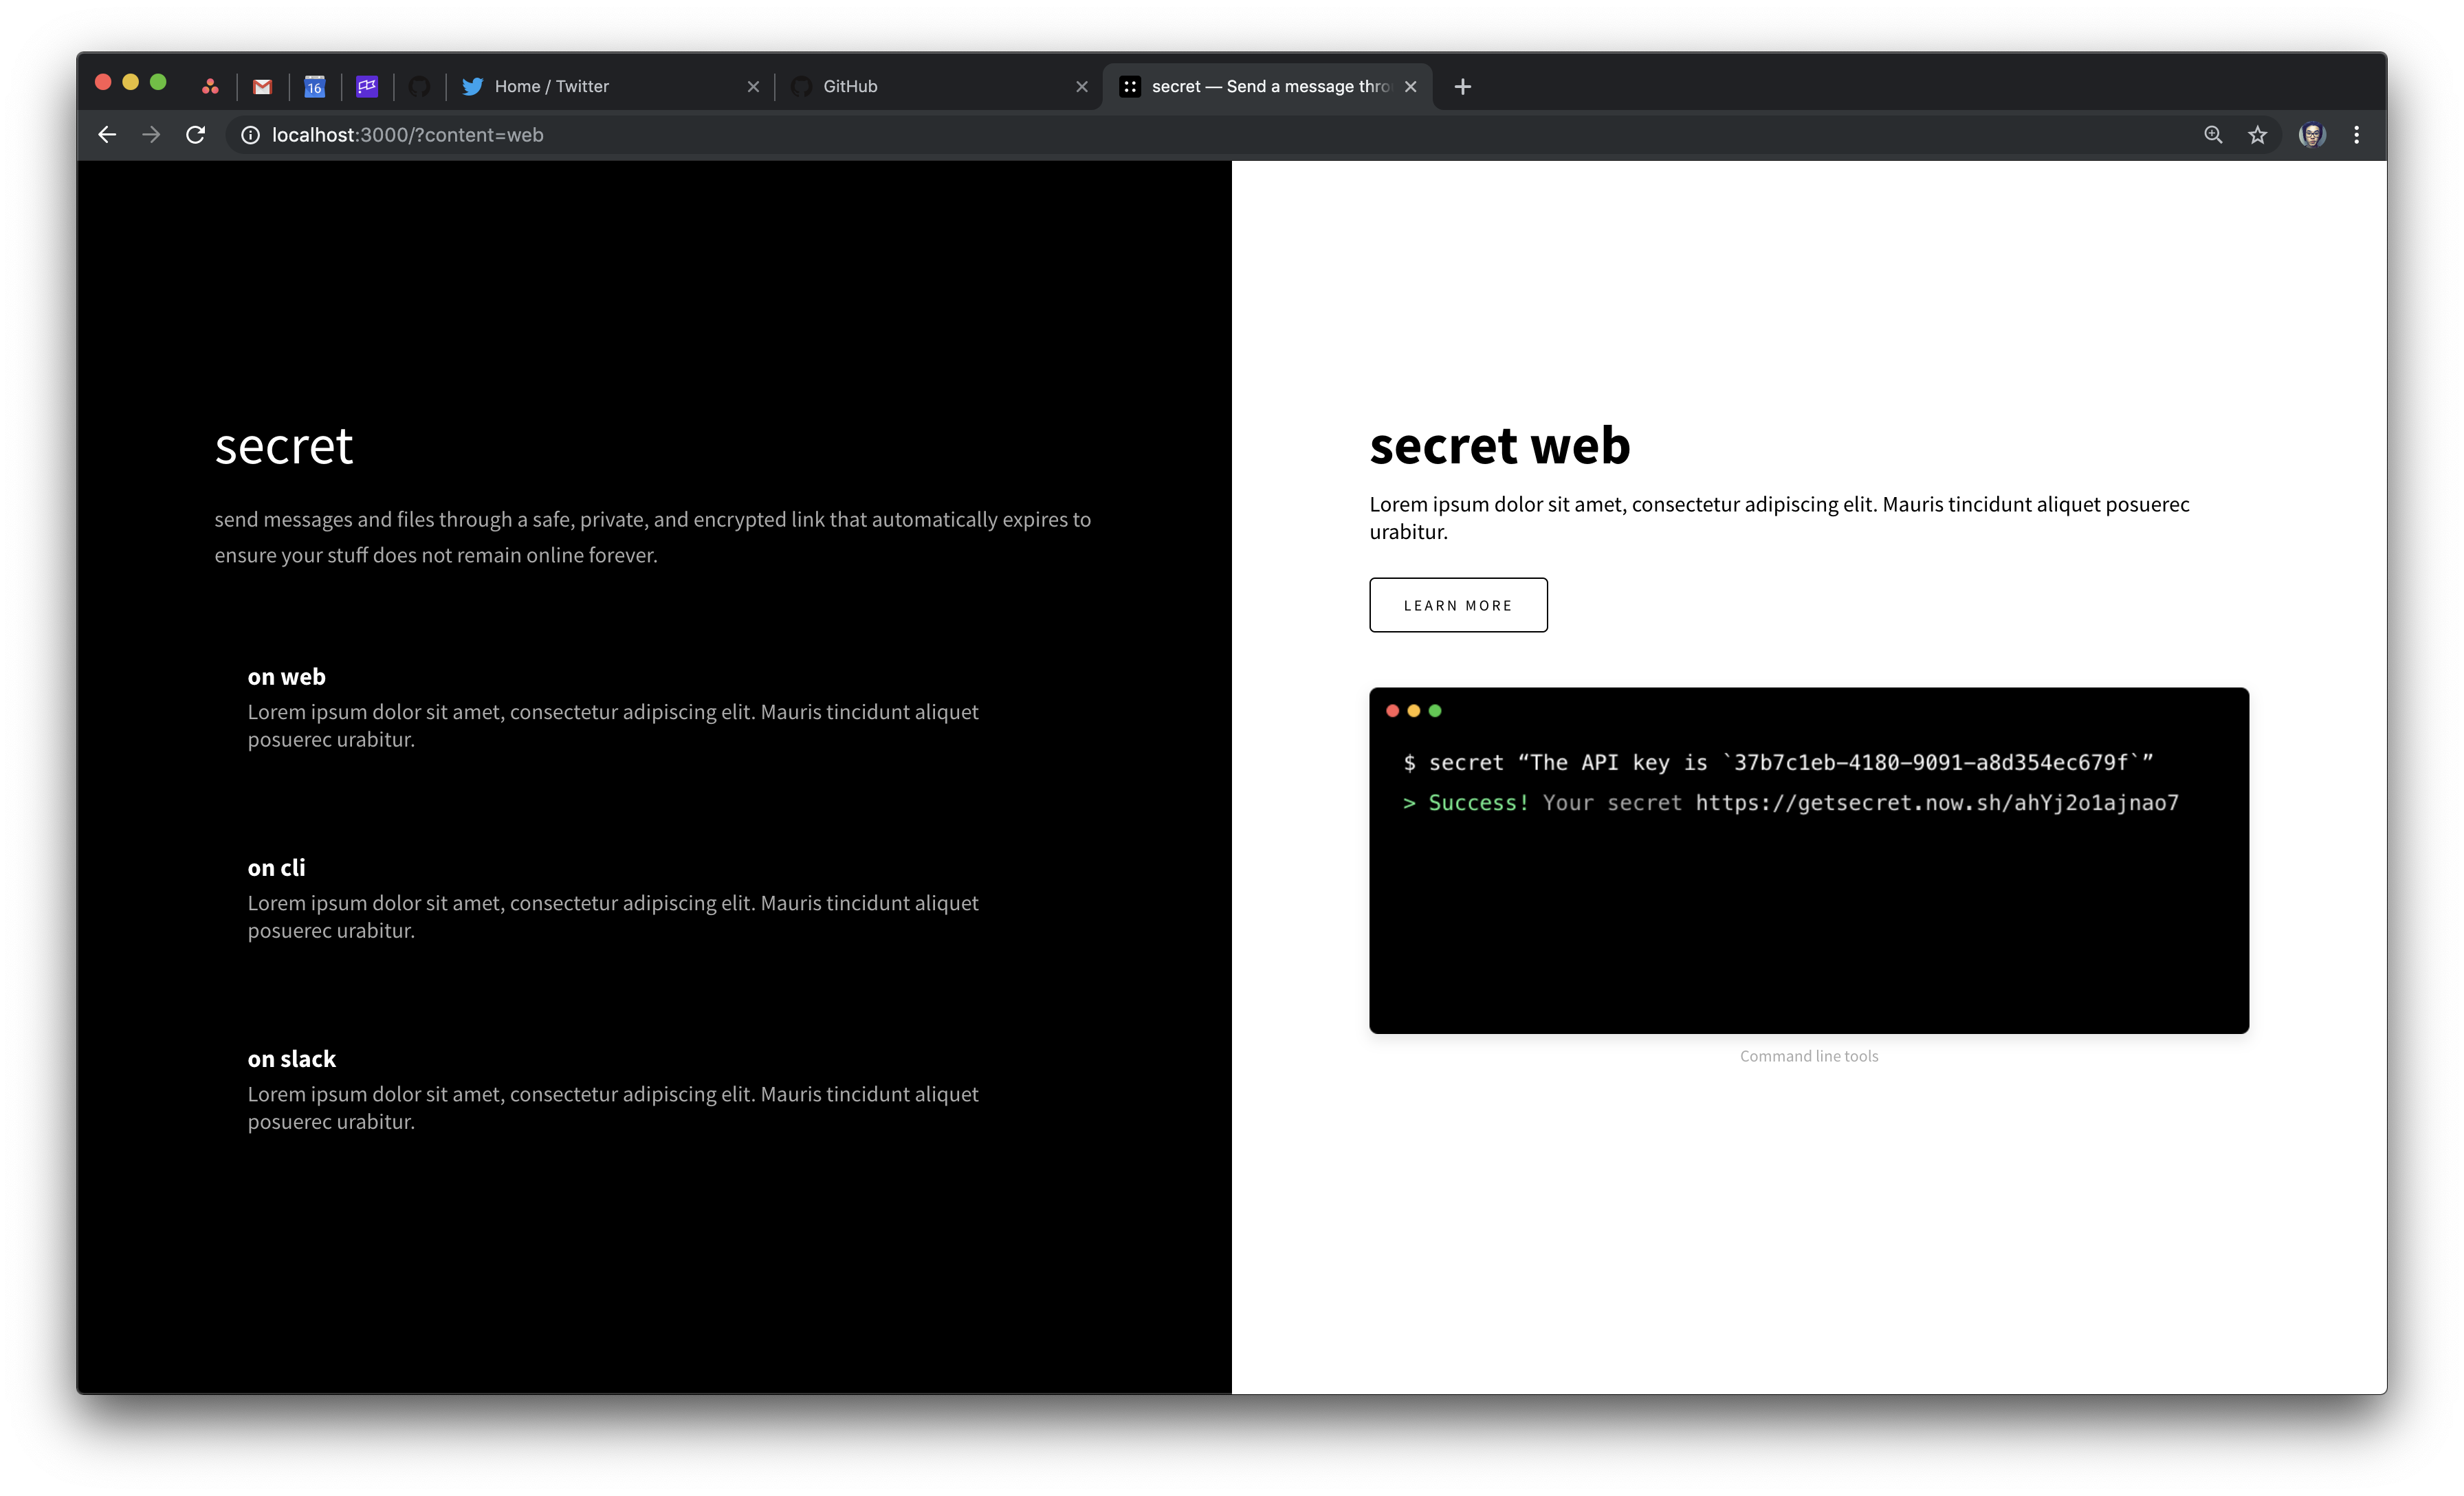 16
Home / Twitter
GitHub
secret — Send a message thro
localhost:3000/?content=web
secret
send messages and files through a safe, private, and encrypted link that automatically expires to
ensure your stuff does not remain online forever.
on web
Lorem ipsum dolor sit amet, consectetur adipiscing elit. Mauris tincidunt aliquet
posuerec urabitur.
on cli
Lorem ipsum dolor sit amet, consectetur adipiscing elit. Mauris tincidunt aliquet
posuerec urabitur.
on slack
Lorem ipsum dolor sit amet, consectetur adipiscing elit. Mauris tincidunt aliquet
posuerec urabitur.
secret web
Lorem ipsum dolor sit amet, consectetur adipiscing elit. Mauris tincidunt aliquet posuerec
urabitur.
LEARN MORE
$ secret “The API key is `37b7c1eb-4180-9091-a8d354ec679f`”
> Success! Your secret https://getsecret.now.sh/ahYj2o1ajnao7
Command line tools